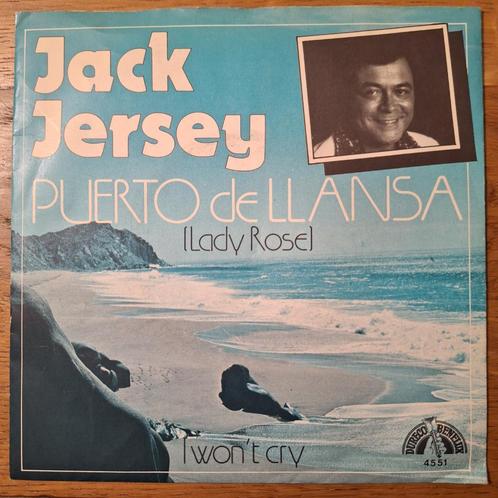 Jack
Jersey
PUERTO de LLANSA
(Lady Rose)
I won't cry
DURECO BENELUX
4551